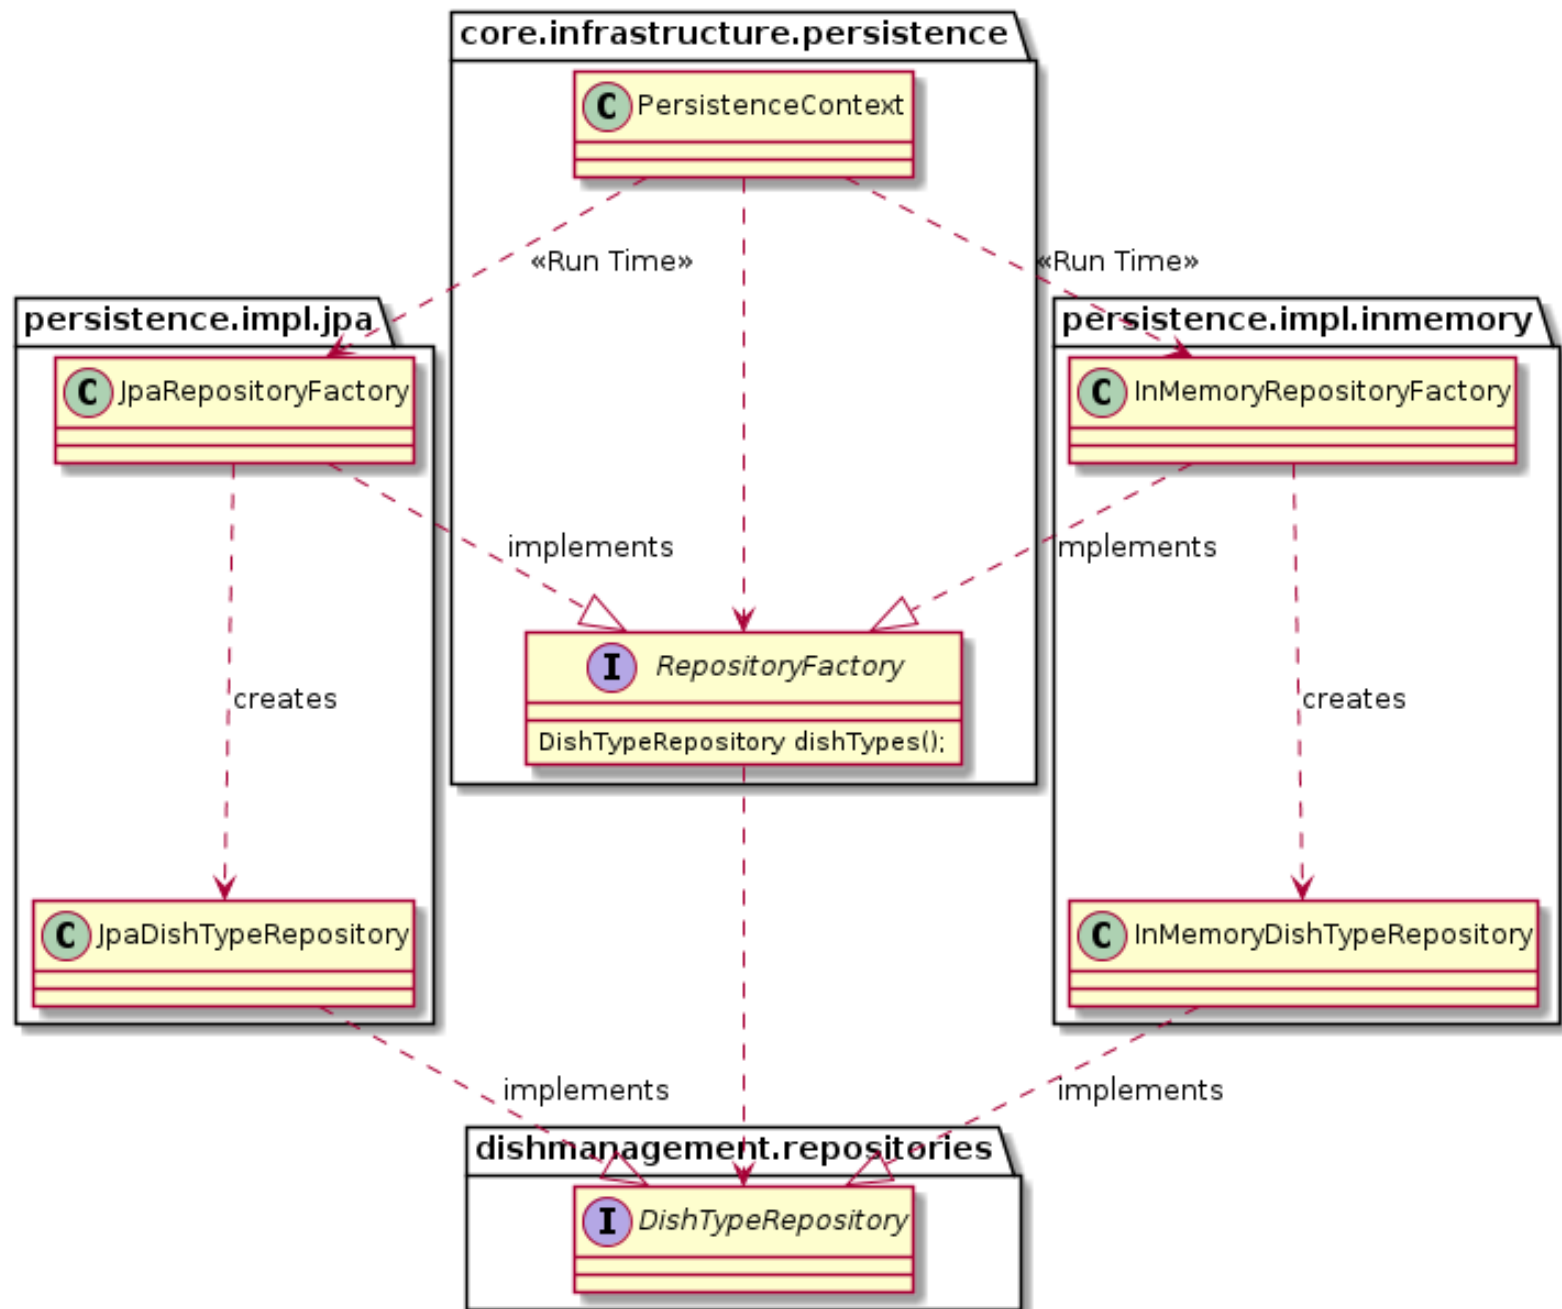 core.infrastructure.persistence
C PersistenceContext
«Run Time»
«Run Time»
persistence.impl.jpa
persistence.impl.inmemory
C JpaRepositoryFactory
C InMemoryRepositoryFactory
implements
mplements
I RepositoryFactory
creates
creates
DishTypeRepository dishTypes();
C JpaDishTypeRepository
C InMemoryDishTypeRepository
implements
implements
dishmanagement.repositories
I DishTypeRepository